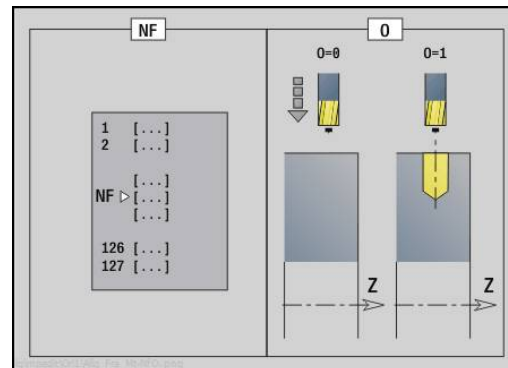 NF
O
O=0
O=1
1 [...]
2 [...]
[...]
NF [...]
[...]
126 [...]
127 [...]
Z
Z